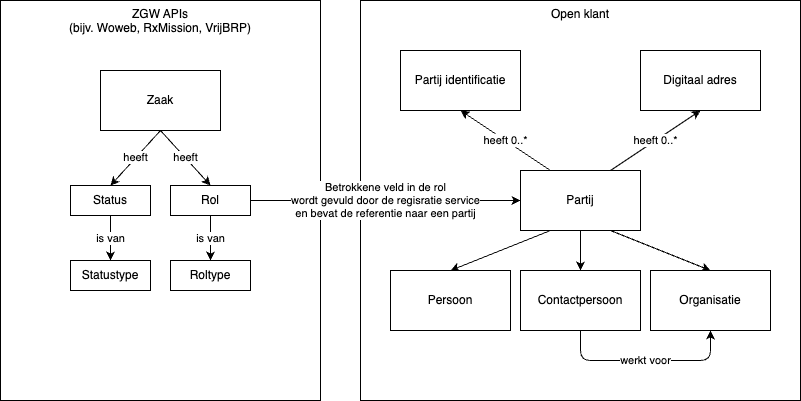 ZGW APIs
(bijv. Woweb, RxMission, VrijBRP)
Zaak
heeft
heeft
Status
Rol
is van
is van
Statustype
Roltype
Betrokkene veld in de rol
wordt gevuld door de regisratie service
en bevat de referentie naar een partij
Open klant
Partij identificatie
Digitaal adres
heeft 0..*
heeft 0..*
Partij
Persoon
Contactpersoon
Organisatie
werkt voor